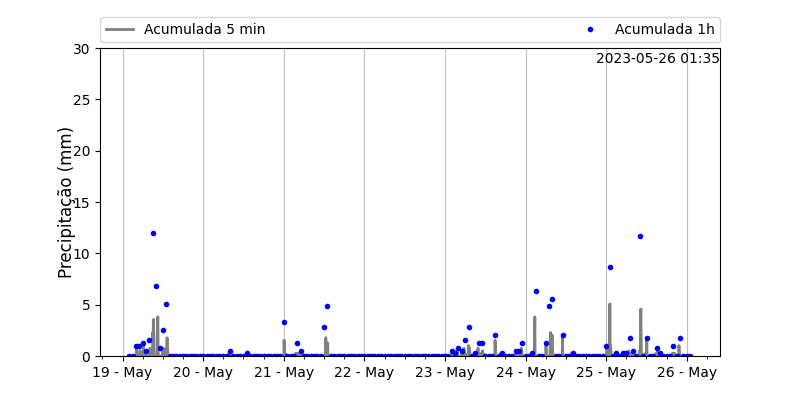 Acumulada 5 min Acumulada 1h
2023-05-26 01:35
Precipitação (mm)
30
25
20
15
10
5
0
19 - May 20 - May 21 - May 22 - May 23 - May 24 - May 25 - May 26 - May